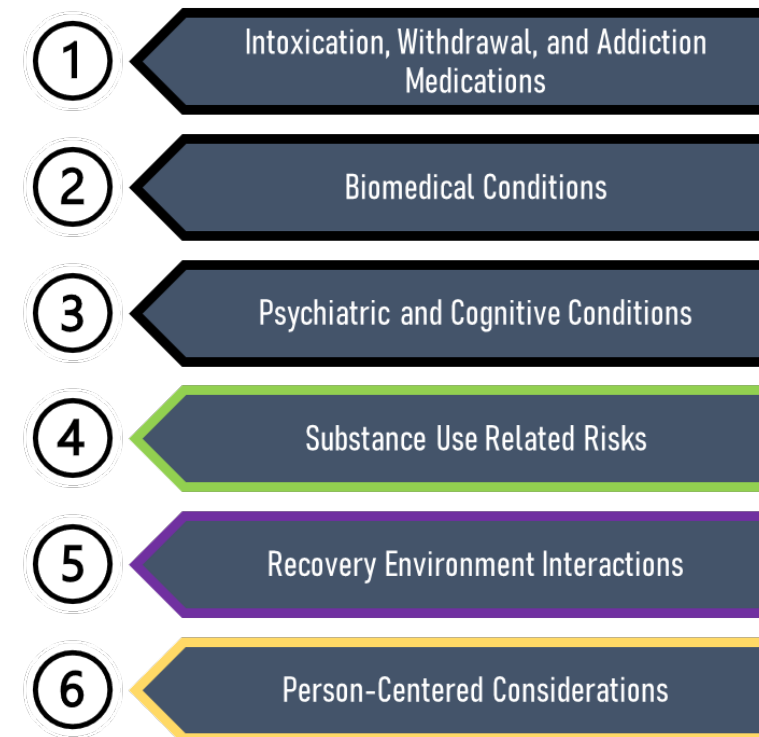 1
Intoxication, Withdrawal, and Addiction
Medications
2
Biomedical Conditions
3
Psychiatric and Cognitive Conditions
4
Substance Use Related Risks
5
Recovery Environment Interactions
6
Person-Centered Considerations